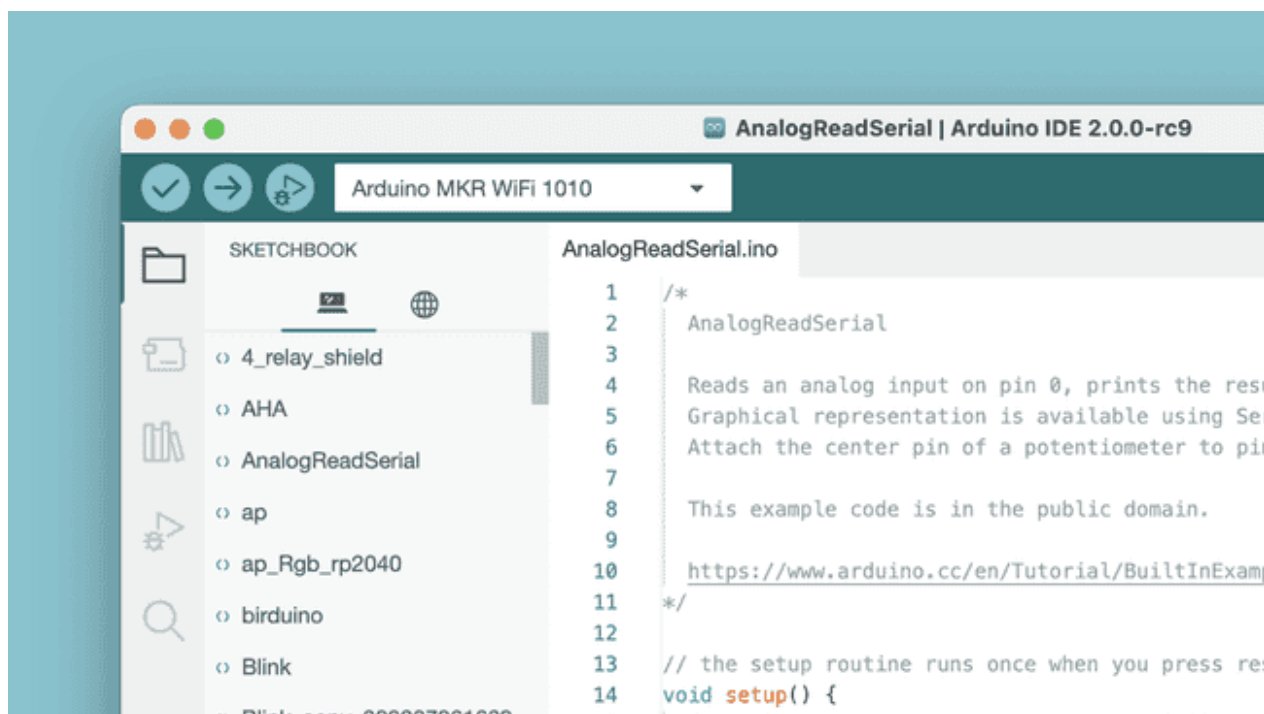 AnalogReadSerial | Arduino IDE 2.0.0-rc9
Arduino MKR WiFi 1010
SKETCHBOOK
4_relay_shield
AHA
AnalogReadSerial
ap
ap_Rgb_rp2040
birduino
Blink
AnalogReadSerial.ino
1 /*
2 AnalogReadSerial
3
4 Reads an analog input on pin 0, prints the
5 Graphical representation is available using
6 Attach the center pin of a potentiometer to
7
8 This example code is in the public domain.
9
10 https://www.arduino.cc/en/Tutorial/BuiltInExamp
11 */
12
13 // the setup routine runs once when you press
14 void setup() {